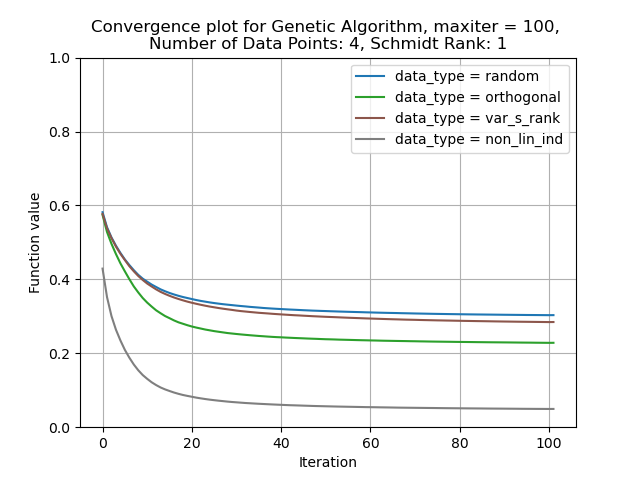 Convergence plot for Genetic Algorithm, maxiter = 100,
Number of Data Points: 4, Schmidt Rank: 1
data_type = random
data_type = orthogonal
data_type = var_s_rank
data_type = non_lin_ind
Function value
1.0
0.8
0.6
0.4
0.2
0.0
0 20 40 60 80 100
Iteration